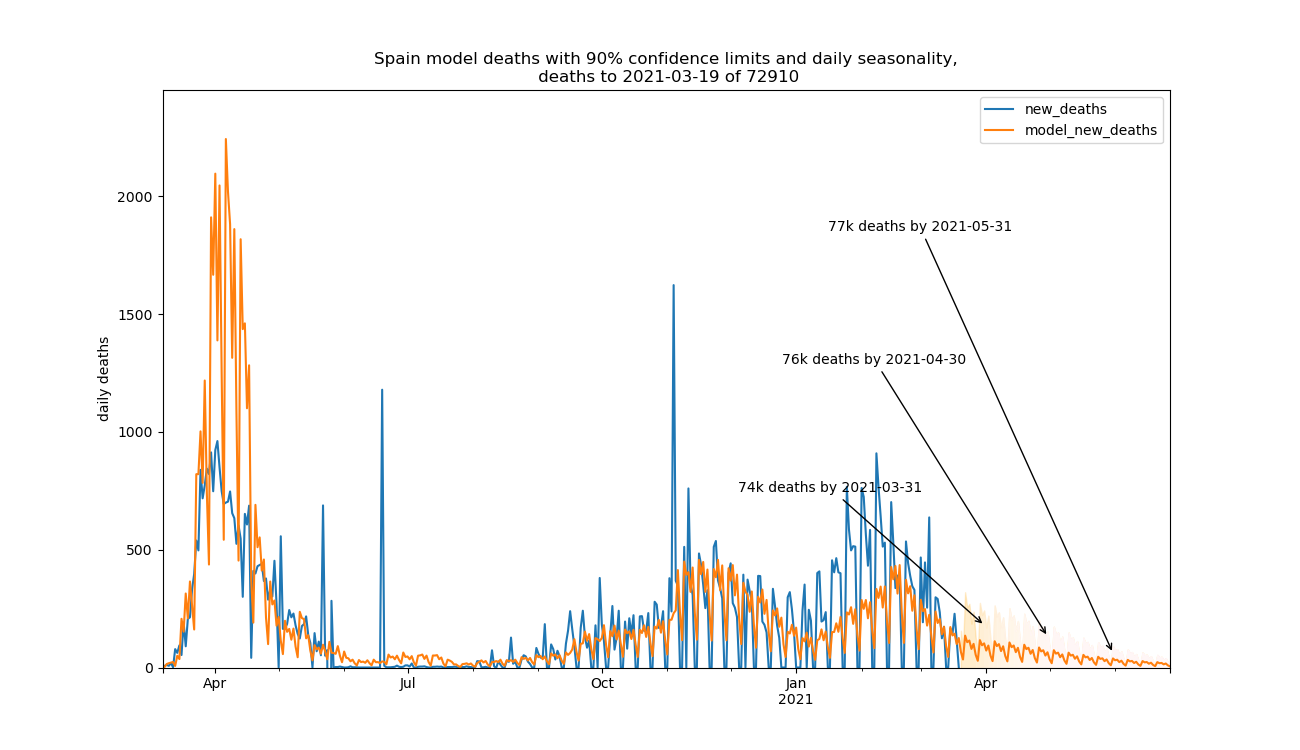 Spain model deaths with 90% confidence limits and daily seasonality,
deaths to 2021-03-19 of 72910
new_deaths
model_new_deaths
2000
1500
1000
500
0
daily deaths
77k deaths by 2021-05-31
76k deaths by 2021-04-30
74k deaths by 2021-03-31
Apr
Jul
Oct
Jan
2021
Apr